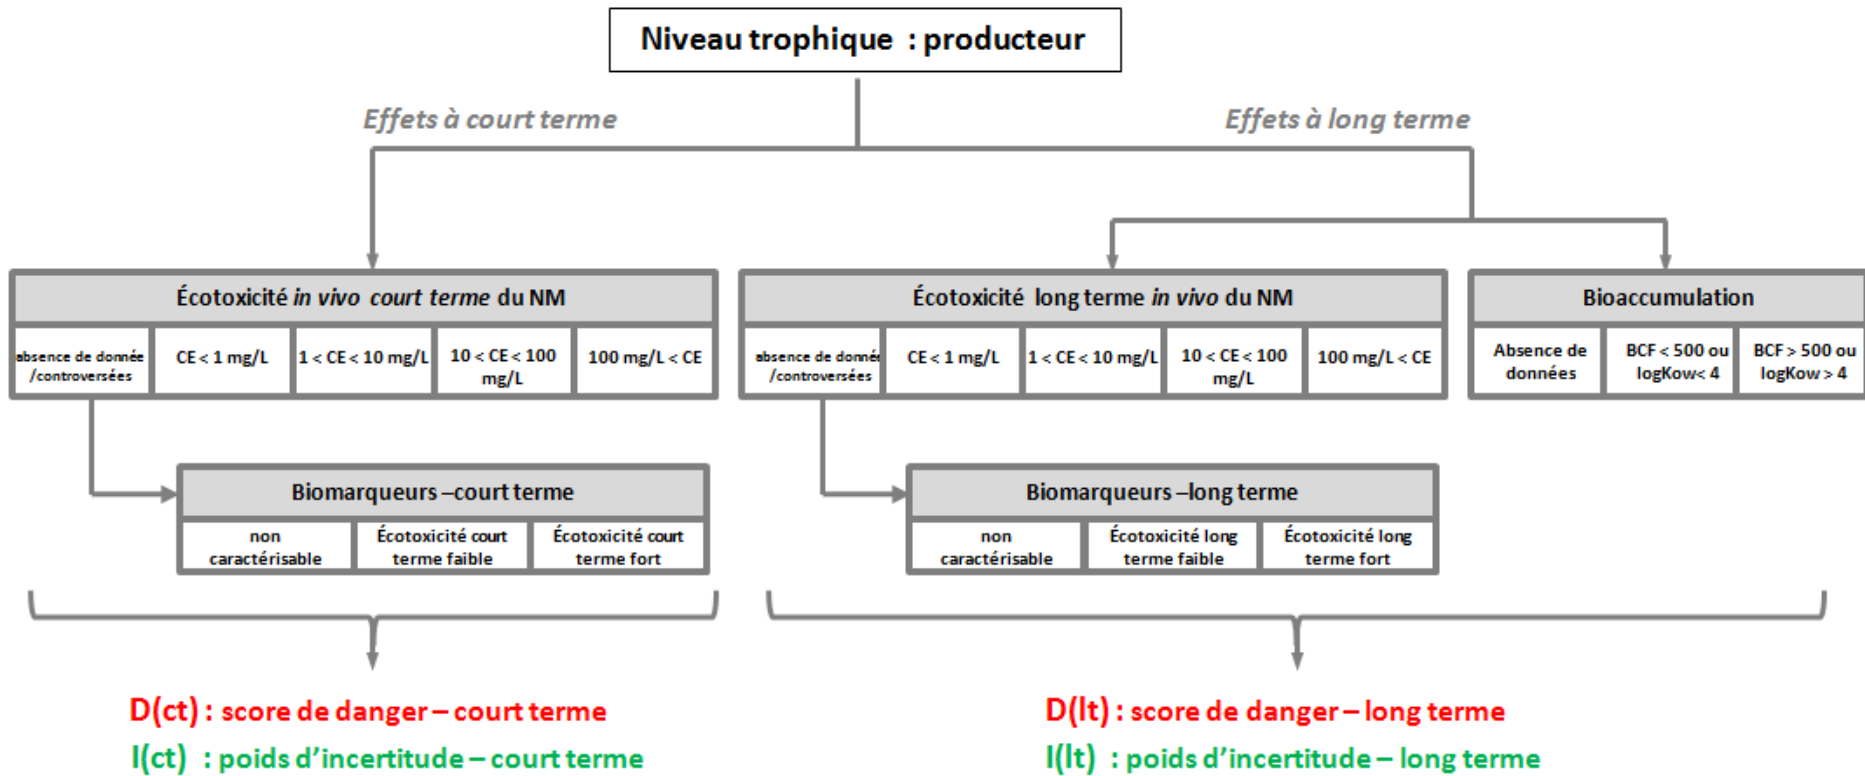 Niveau trophique : producteur
Effets à court terme
Effets à long terme
Écotoxicité in vivo court terme du NM
absence de donnée
/controversées
CE < 1 mg/L
1 < CE < 10 mg/L
10 < CE < 100
mg/L
100 mg/L < CE
Écotoxicité long terme in vivo du NM
absence de donnée
/controversées
CE < 1 mg/L
1 < CE < 10 mg/L
10 < CE < 100
mg/L
100 mg/L < CE
Bioaccumulation
Absence de
données
BCF < 500 ou
logKow< 4
BCF > 500 ou
logKow > 4
Biomarqueurs –court terme
non
caractérisable
Écotoxicité court
terme faible
Écotoxicité court
terme fort
Biomarqueurs –long terme
non
caractérisable
Écotoxicité long
terme faible
Écotoxicité long
terme fort
D(ct) : score de danger – court terme
I(ct) : poids d'incertitude – court terme
D(lt) : score de danger – long terme
I(lt) : poids d'incertitude – long terme